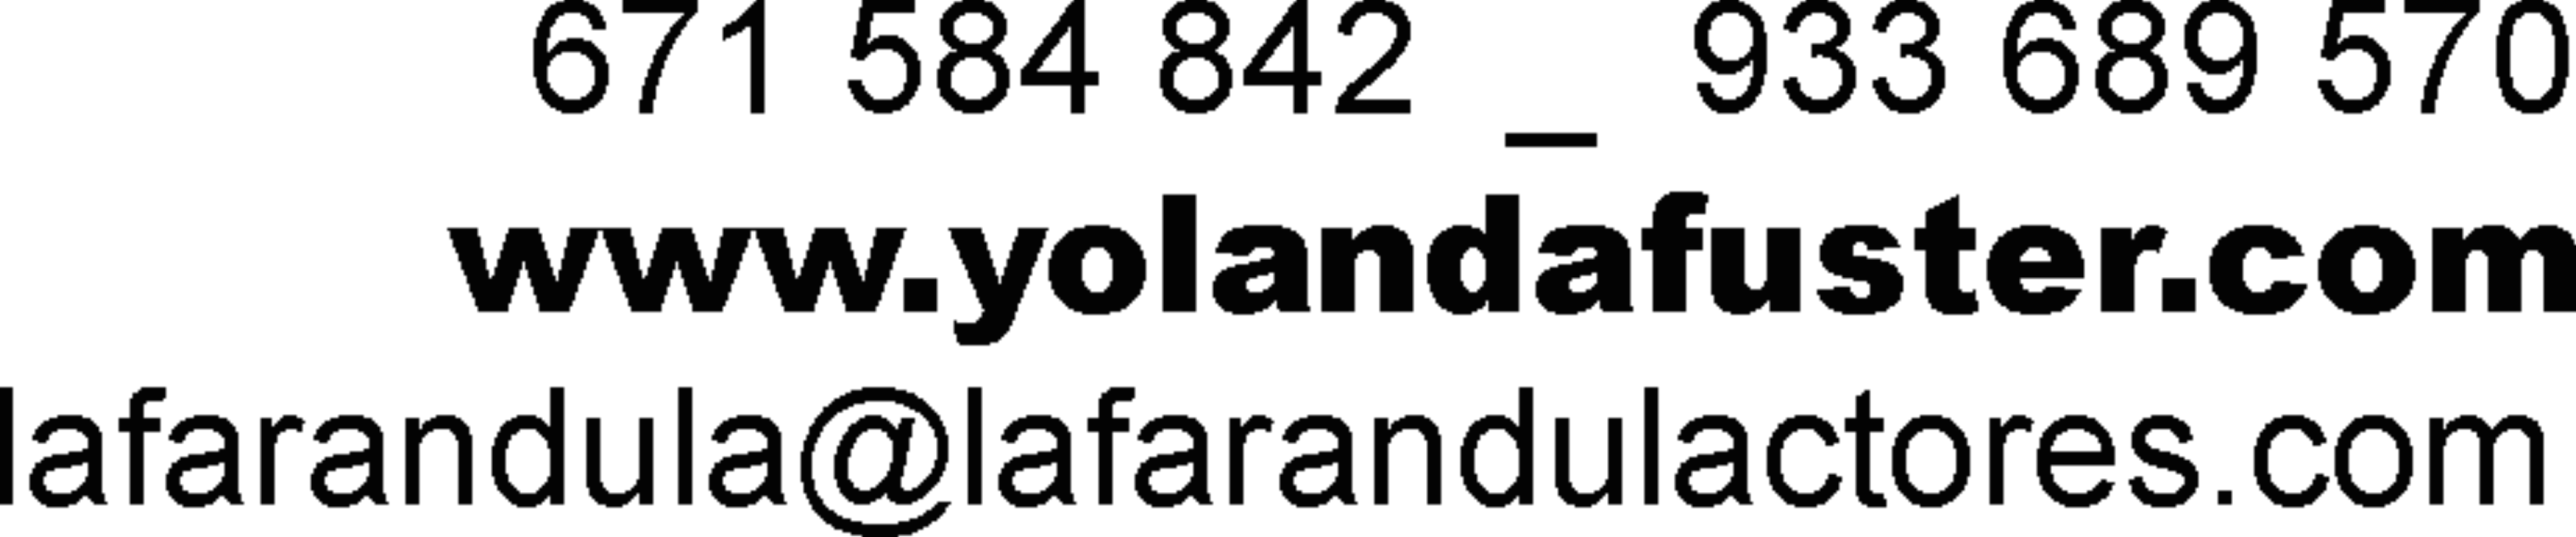 671 584 842 _ 933 689 570
www.yolandafuster.com
lafarandula@lafarandulactores.com